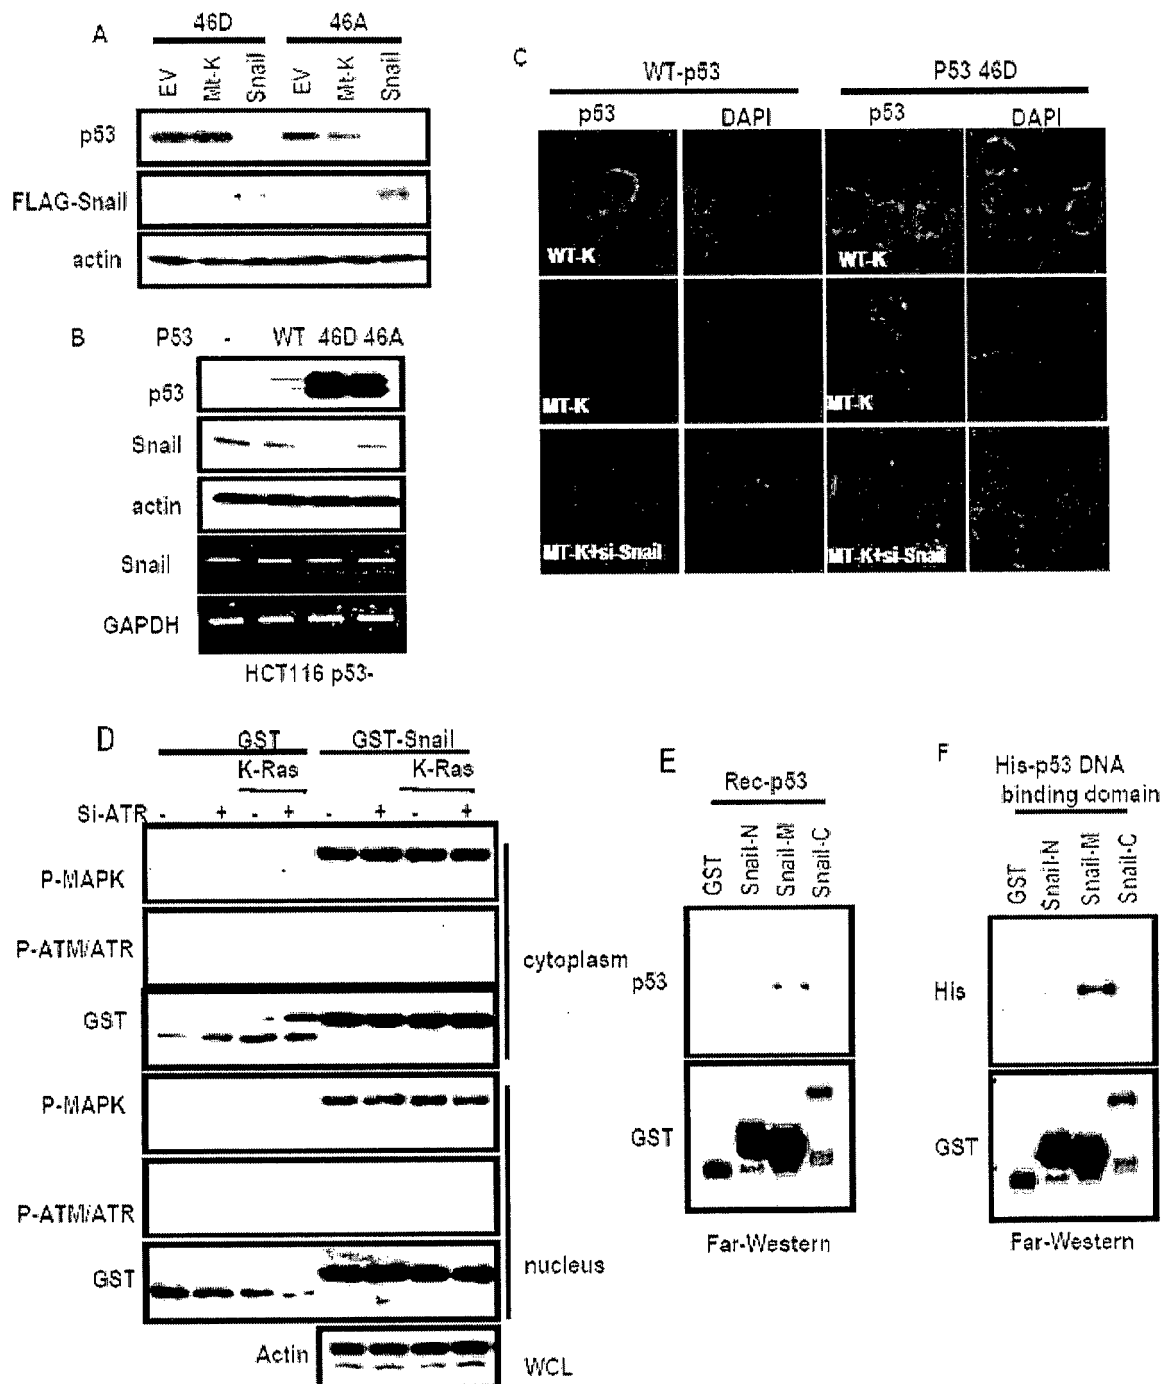 A
46D 46A
EV Mt-K Snail EV Mt-K Snail
p53
FLAG-Snail
actin
B P53 - WT 46D 46A
p53
Snail
actin
Snail
GAPDH
HCT116 p53-
C
WT-p53 P53 46D
p53 DAPI p53 DAPI
WT-K WT-K
MT-K MT-K
MT-K+si-Snail MT-K+si-Snail
D
GST GST-Snail
K-Ras K-Ras
Si-ATR - + - + - + - +
P-MAPK
P-ATM/ATR
GST
cytoplasm
P-MAPK
P-ATM/ATR
GST
nucleus
Actin
WCL
E
Rec-p53
GST Snail-N Snail-M Snail-C
p53
GST
Far-Western
F
His-p53 DNA
binding domain
GST Snail-N Snail-M Snail-C
His
GST
Far-Western